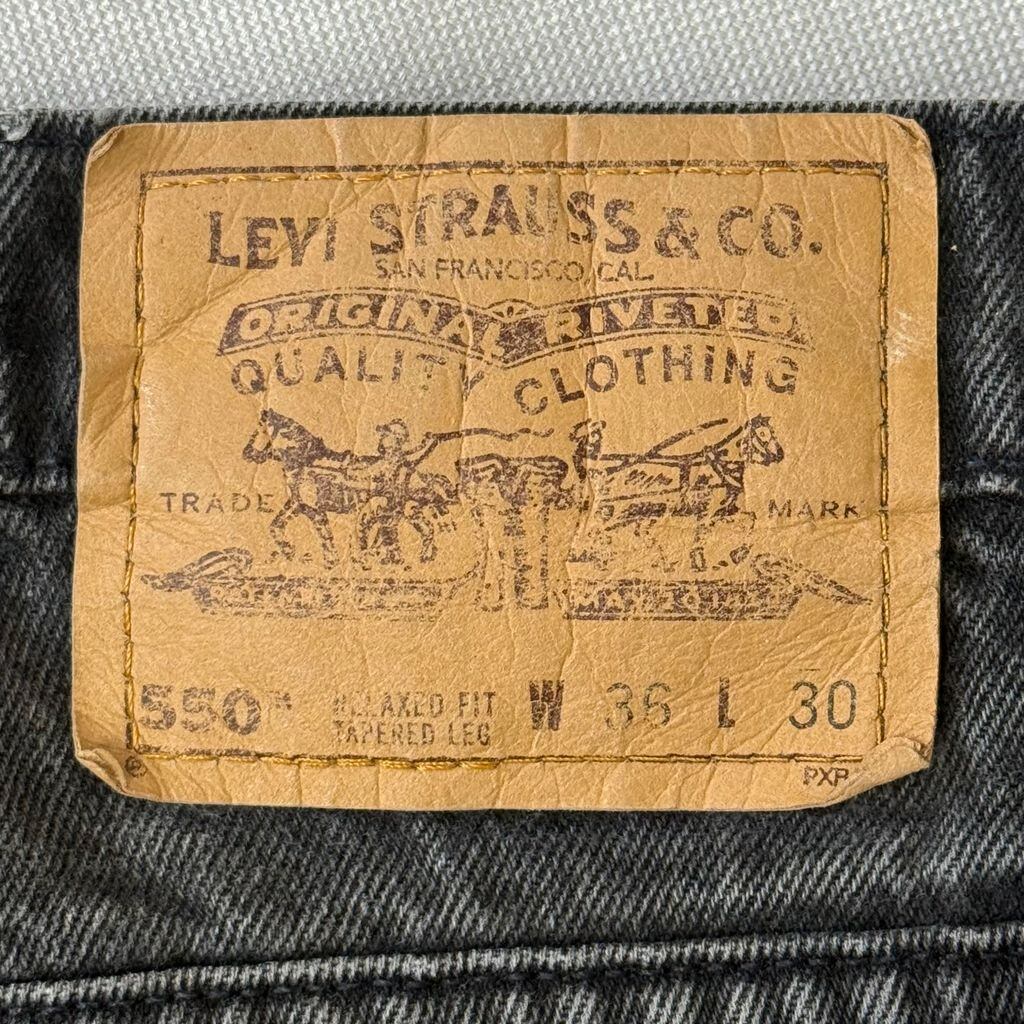 LEVI STRAUSS & CO.
SAN FRANCISCO, CAL.
ORIGINAL RIVETED
QUALITY CLOTHING
TRADE MARK
550™ RELAXED FIT W 36 L 30
TAPERED LEG
® PXP